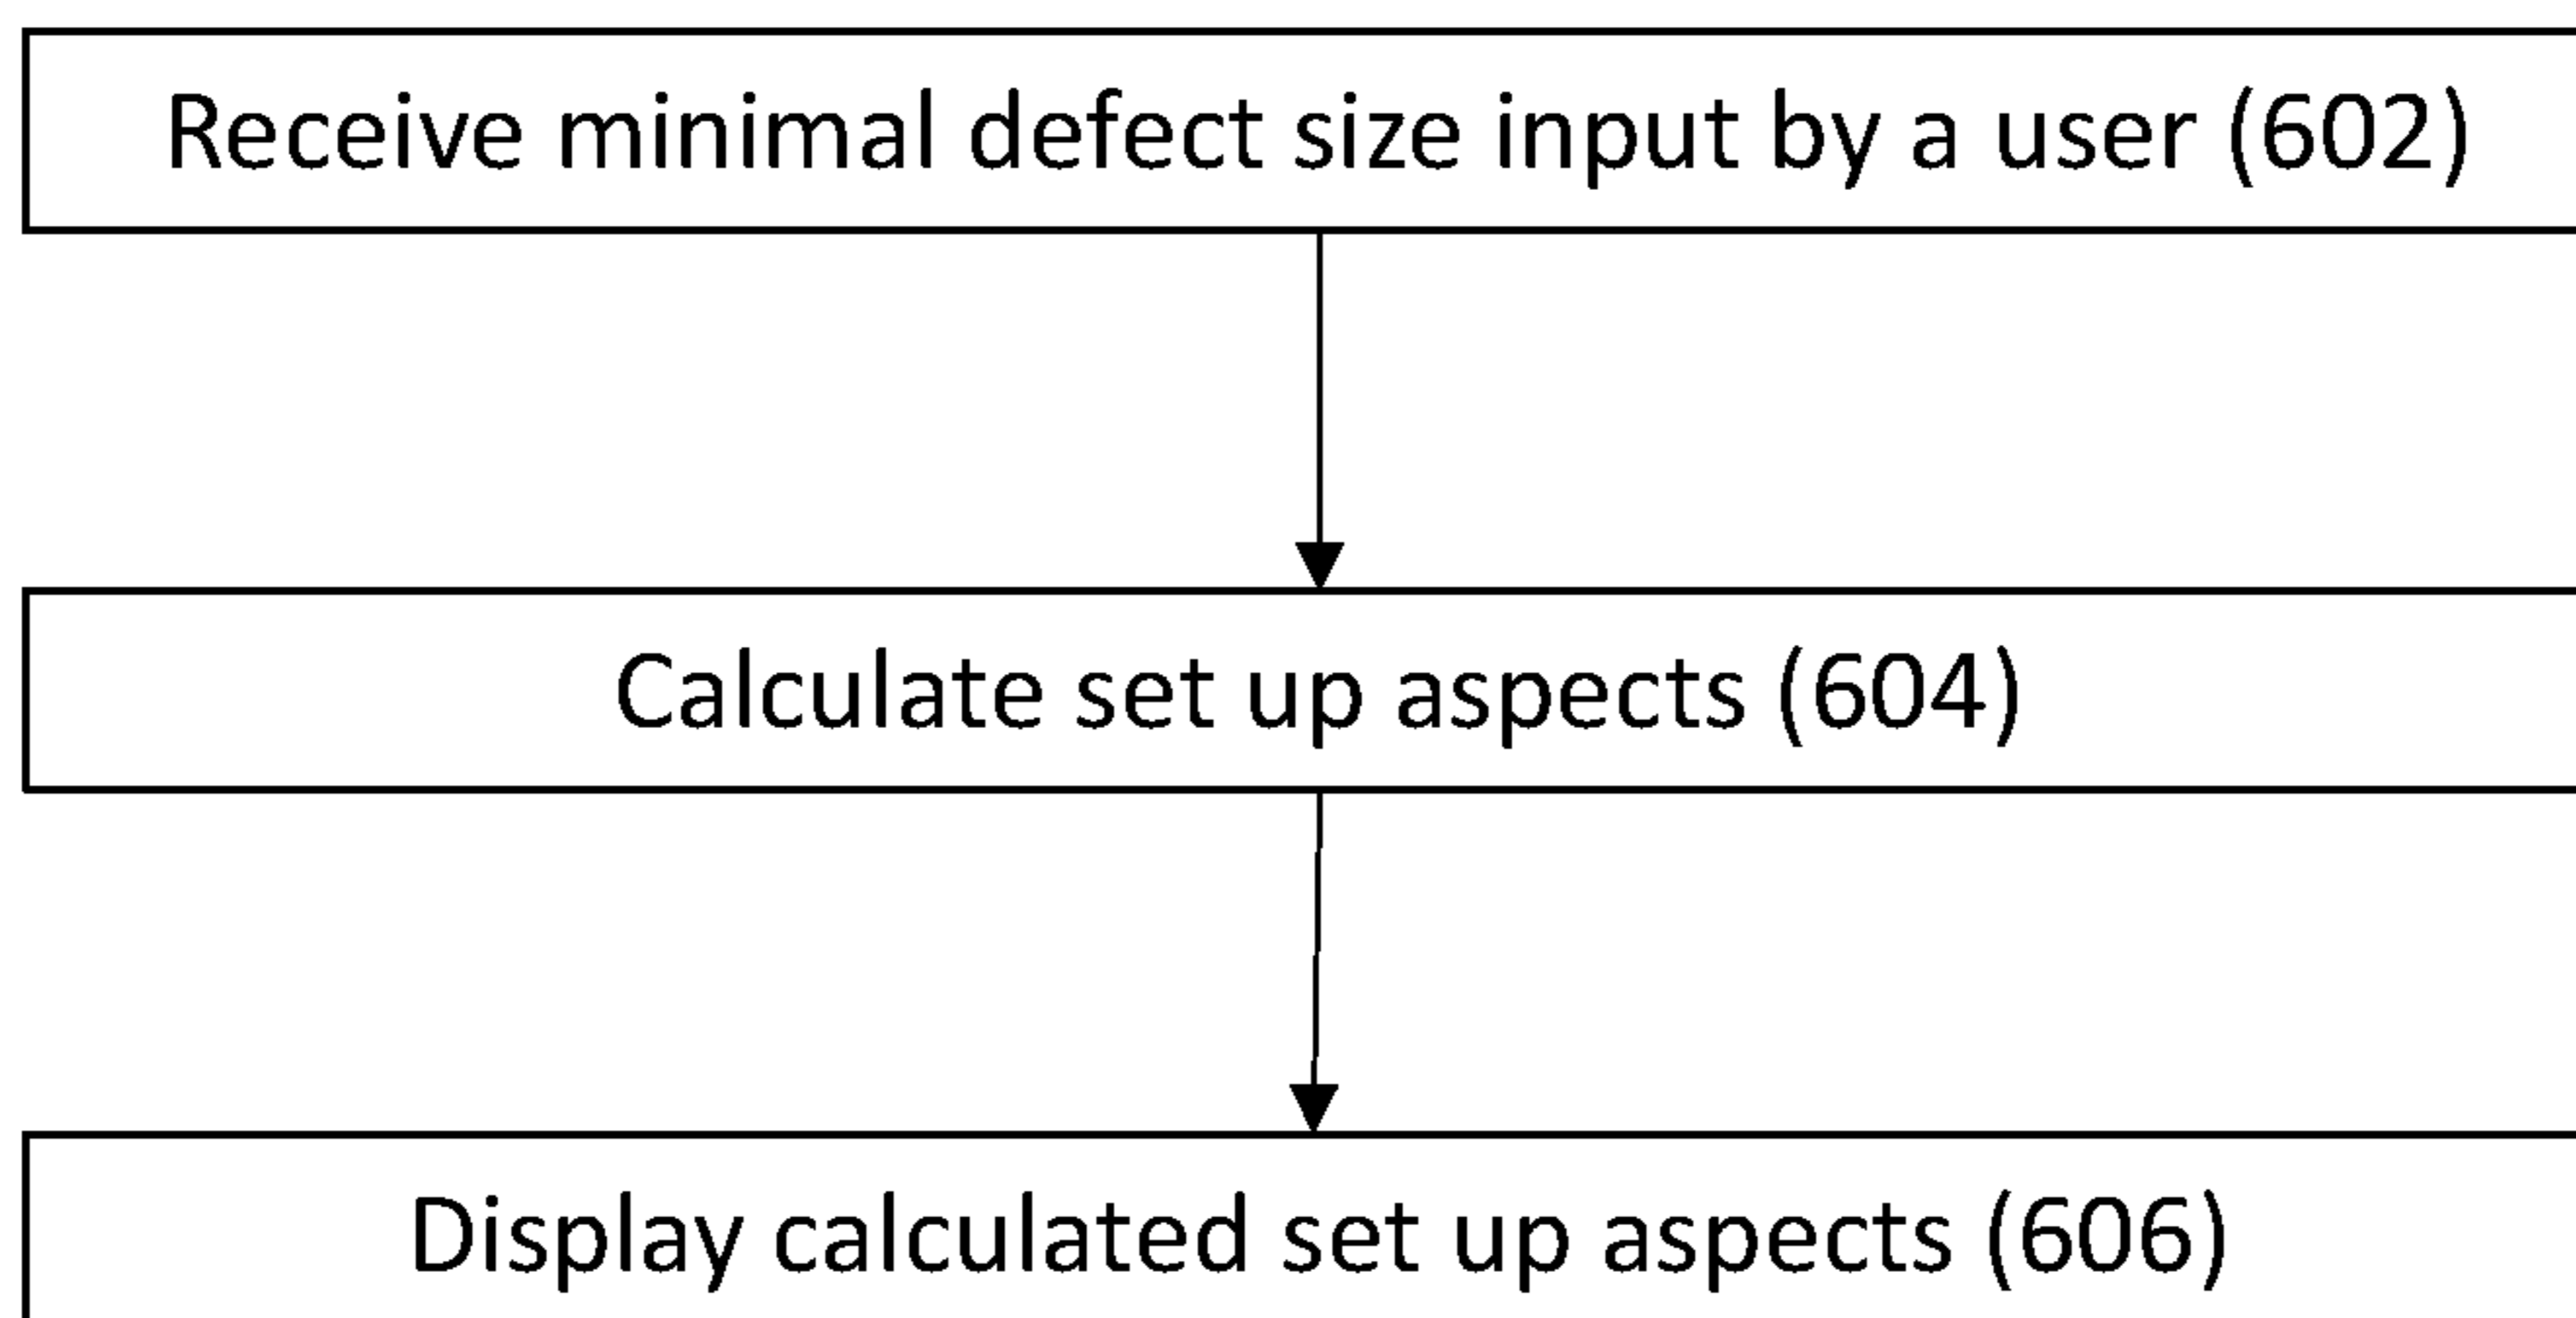 Receive minimal defect size input by a user (602)
Calculate set up aspects (604)
Display calculated set up aspects (606)